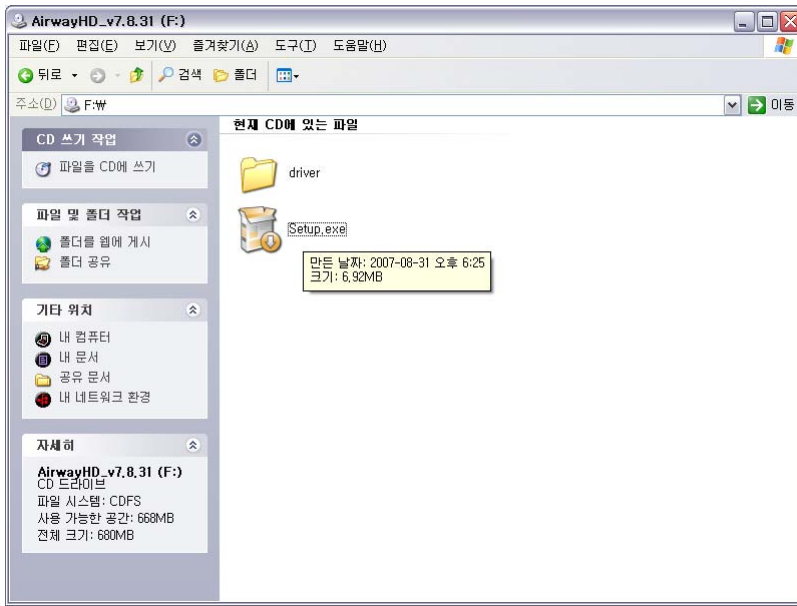 AirwayHD_v7.8.31 (F:)
파일(F) 편집(E) 보기(V) 즐겨찾기(A) 도구(T) 도움말(H)
뒤로 검색 폴더
주소(D) F:₩ 이동
CD 쓰기 작업
파일을 CD에 쓰기
파일 및 폴더 작업
폴더를 웹에 게시
폴더 공유
기타 위치
내 컴퓨터
내 문서
공유 문서
내 네트워크 환경
자세히
AirwayHD_v7.8.31 (F:)
CD 드라이브
파일 시스템: CDFS
사용 가능한 공간: 668MB
전체 크기: 680MB
현재 CD에 있는 파일
driver
Setup.exe
만든 날짜: 2007-08-31 오후 6:25
크기: 6.92MB